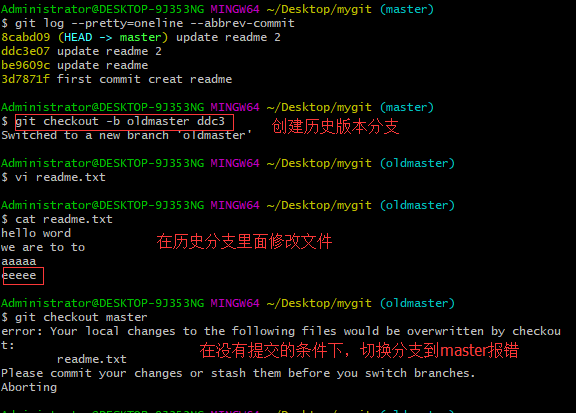 Administrator@DESKTOP-9J353NG MINGW64 ~/Desktop/mygit (master)
$ git log --pretty=oneline --abbrev-commit
8cabd09 (HEAD -> master) update readme 2
ddc3e07 update readme 2
be9609c update readme
3d7871f first commit creat readme
Administrator@DESKTOP-9J353NG MINGW64 ~/Desktop/mygit (master)
$ git checkout -b oldmaster ddc3 创建历史版本分支
Switched to a new branch 'oldmaster'
Administrator@DESKTOP-9J353NG MINGW64 ~/Desktop/mygit (oldmaster)
$ vi readme.txt
Administrator@DESKTOP-9J353NG MINGW64 ~/Desktop/mygit (oldmaster)
$ cat readme.txt
hello word
we are to to 在历史分支里面修改文件
aaaaa
eeeee
Administrator@DESKTOP-9J353NG MINGW64 ~/Desktop/mygit (oldmaster)
$ git checkout master
error: Your local changes to the following files would be overwritten by checkou
t:
readme.txt 在没有提交的条件下，切换分支到master报错
Please commit your changes or stash them before you switch branches.
Aborting